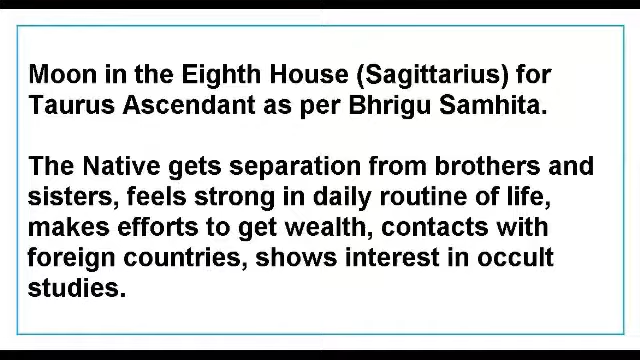 Moon in the Eighth House (Sagittarius) for
Taurus Ascendant as per Bhrigu Samhita.
The Native gets separation from brothers and
sisters, feels strong in daily routine of life,
makes efforts to get wealth, contacts with
foreign countries, shows interest in occult
studies.